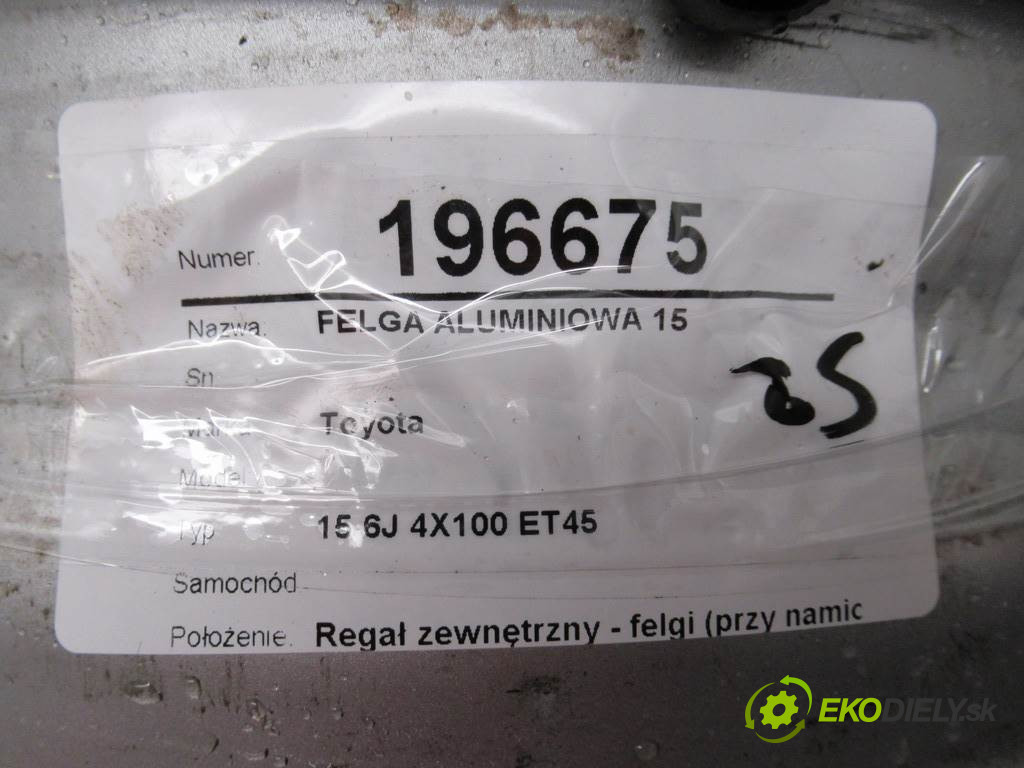 Numer. 196675
Nazwa. FELGA ALUMINIOWA 15
Sn
Marka Toyota
Model
Typ 15 6J 4X100 ET45
Samochód
Położenie. Regał zewnętrzny - felgi (przy namic
EKODIELY.sk